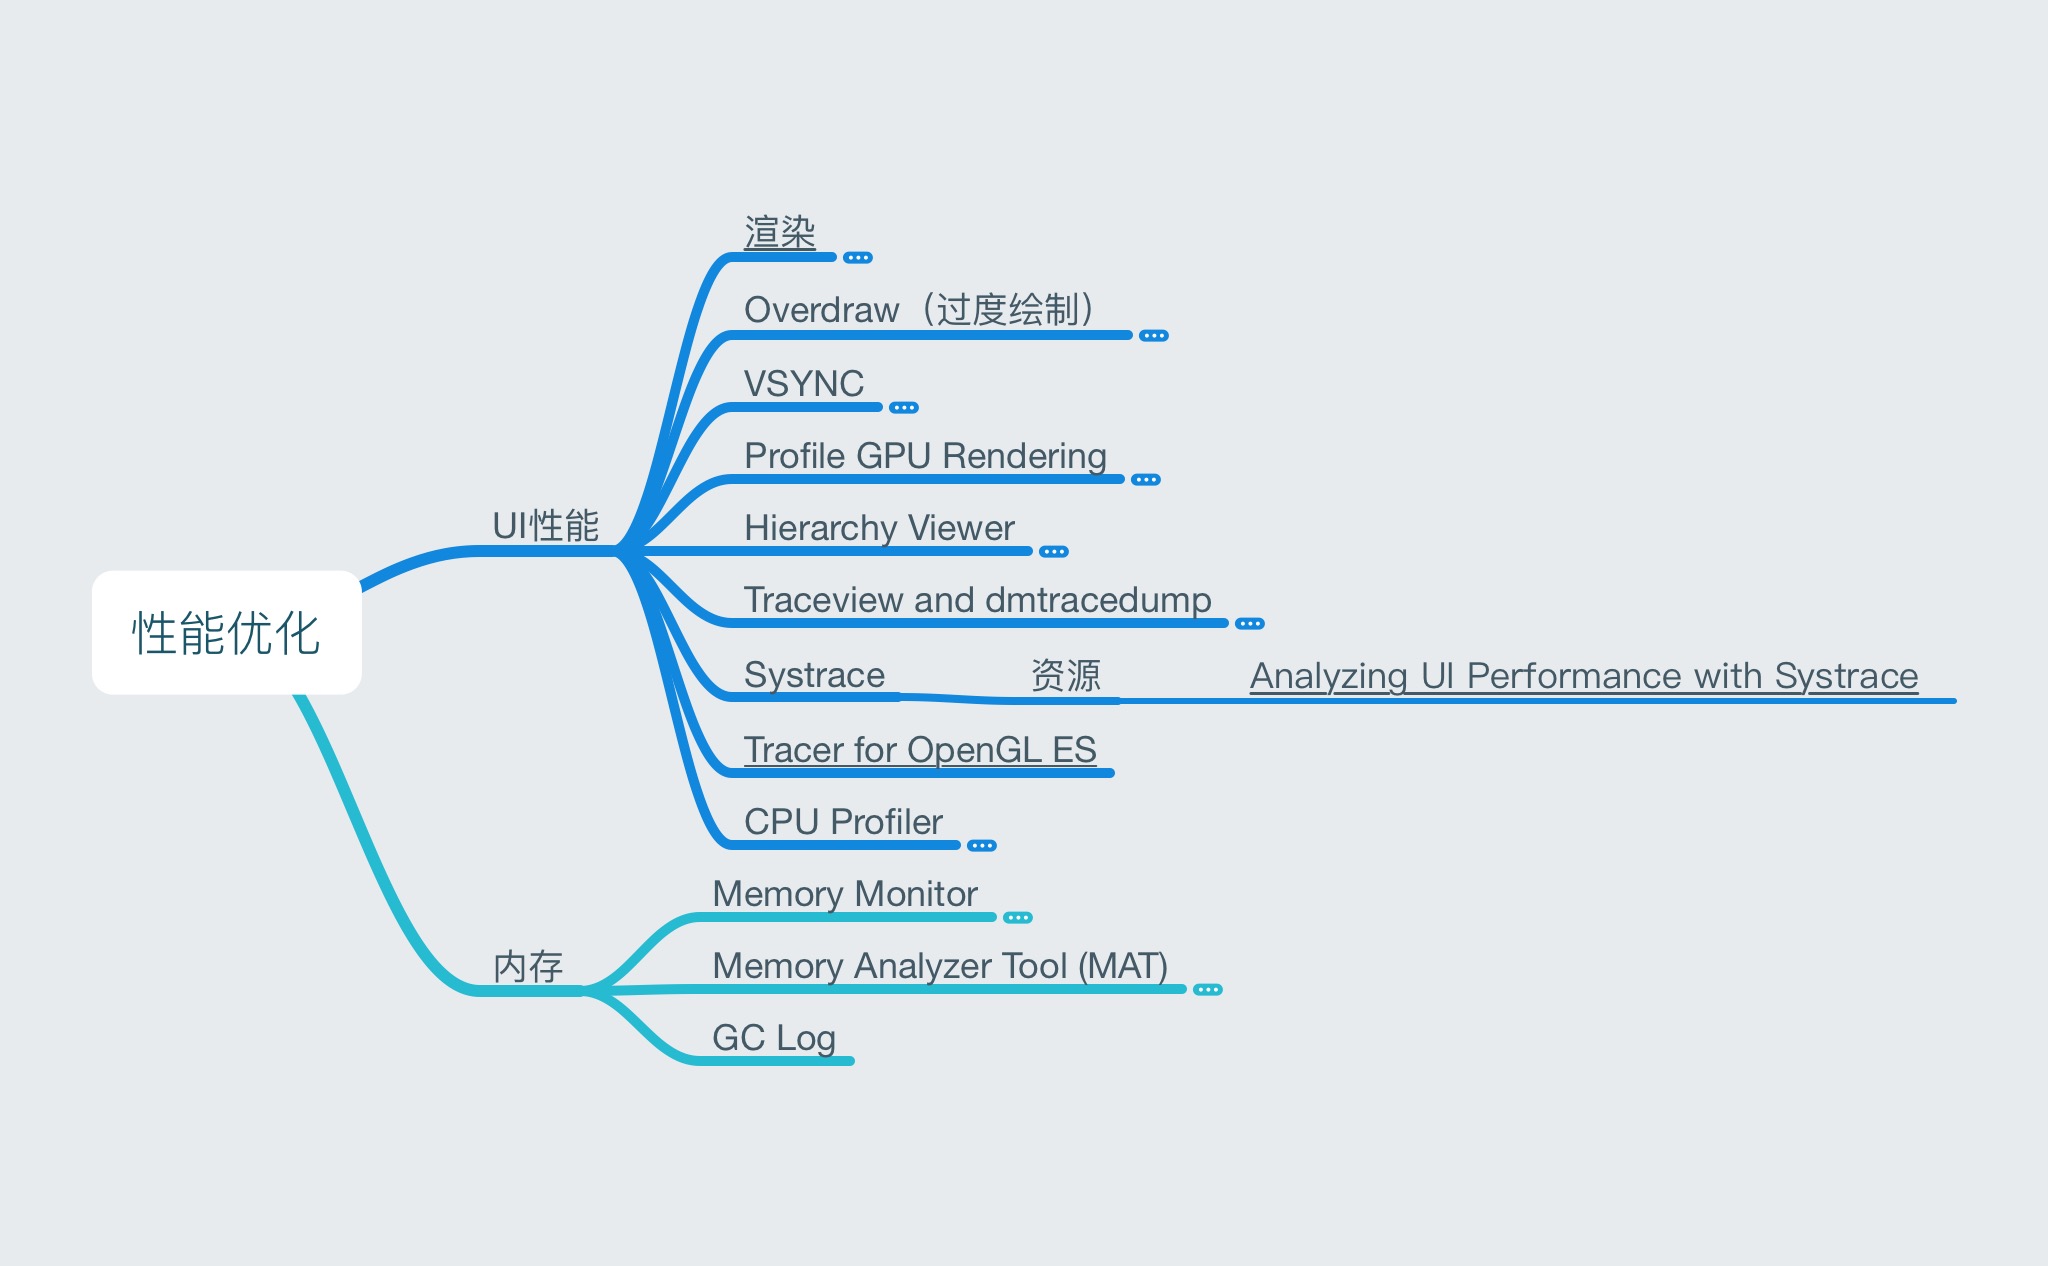 性能优化
UI性能
渲染
Overdraw（过度绘制）
VSYNC
Profile GPU Rendering
Hierarchy Viewer
Traceview and dmtracedump
Systrace
资源
Analyzing UI Performance with Systrace
Tracer for OpenGL ES
CPU Profiler
内存
Memory Monitor
Memory Analyzer Tool (MAT)
GC Log